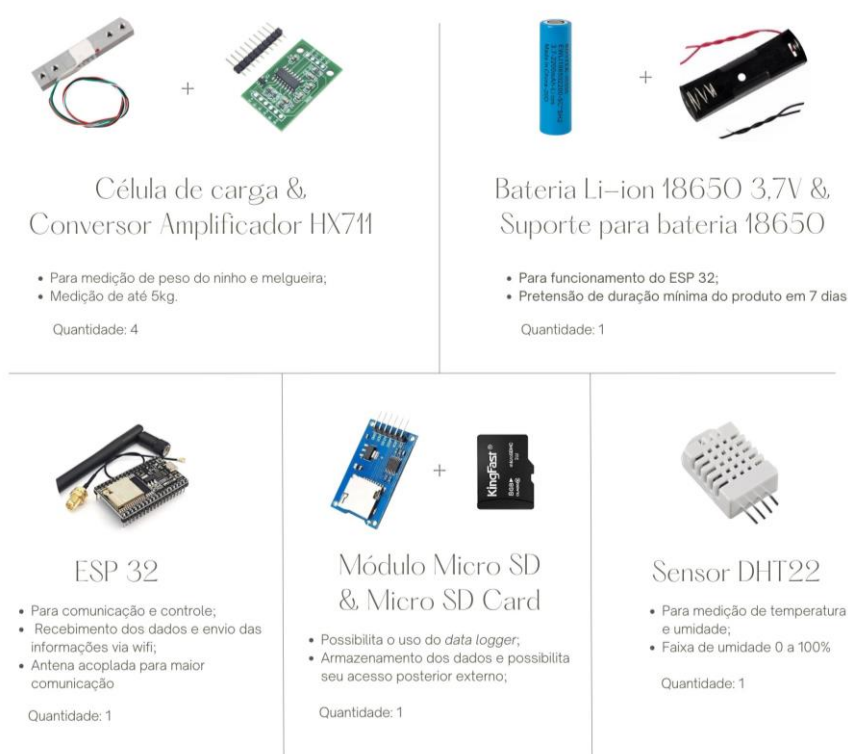 +
+
Célula de carga &
Conversor Amplificador HX711
• Para medição de peso do ninho e melgueira;
• Medição de até 5kg.
Quantidade: 4
Bateria Li-ion 18650 3,7V &
Suporte para bateria 18650
• Para funcionamento do ESP 32;
• Pretensão de duração mínima do produto em 7 dias
Quantidade: 1
ESP 32
• Para comunicação e controle;
• Recebimento dos dados e envio das
informações via wifi;
• Antena acoplada para maior
comunicação
Quantidade: 1
+
KingFast
8GB
Módulo Micro SD
& Micro SD Card
• Possibilita o uso do data logger;
• Armazenamento dos dados e possibilita
seu acesso posterior externo;
Quantidade: 1
Sensor DHT22
• Para medição de temperatura
e umidade;
• Faixa de umidade 0 a 100%
Quantidade: 1